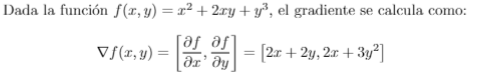 Dada la función f(x, y) = x² + 2xy + y³, el gradiente se calcula como:
∇f(x, y) = [∂f/∂x, ∂f/∂y] = [2x + 2y, 2x + 3y²]